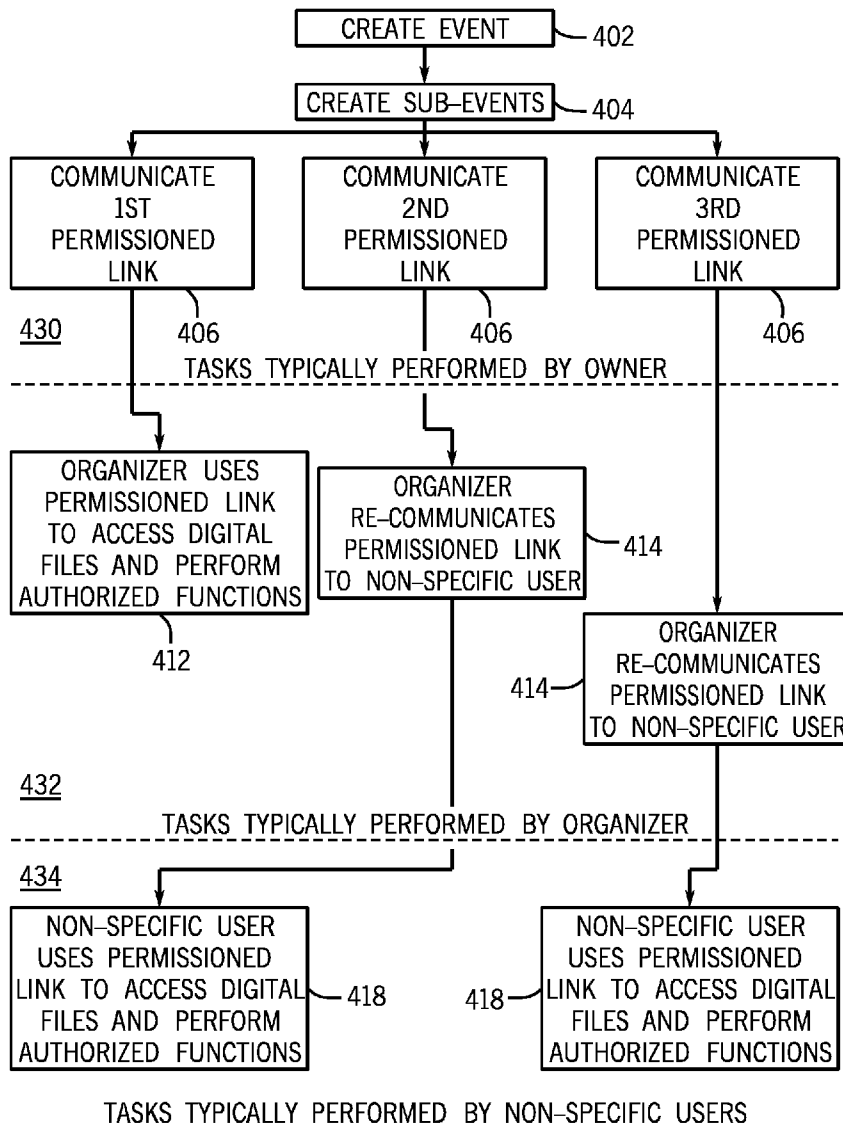 CREATE EVENT
402
CREATE SUB-EVENTS
404
COMMUNICATE
1ST
PERMISSIONED
LINK
406
COMMUNICATE
2ND
PERMISSIONED
LINK
406
COMMUNICATE
3RD
PERMISSIONED
LINK
406
430
TASKS TYPICALLY PERFORMED BY OWNER
ORGANIZER USES
PERMISSIONED LINK
TO ACCESS DIGITAL
FILES AND PERFORM
AUTHORIZED FUNCTIONS
412
ORGANIZER
RE-COMMUNICATES
PERMISSIONED LINK
TO NON-SPECIFIC USER
414
ORGANIZER
RE-COMMUNICATES
PERMISSIONED LINK
TO NON-SPECIFIC USER
414
432
TASKS TYPICALLY PERFORMED BY ORGANIZER
434
NON-SPECIFIC USER
USES PERMISSIONED
LINK TO ACCESS DIGITAL
FILES AND PERFORM
AUTHORIZED FUNCTIONS
418
418
NON-SPECIFIC USER
USES PERMISSIONED
LINK TO ACCESS DIGITAL
FILES AND PERFORM
AUTHORIZED FUNCTIONS
TASKS TYPICALLY PERFORMED BY NON-SPECIFIC USERS